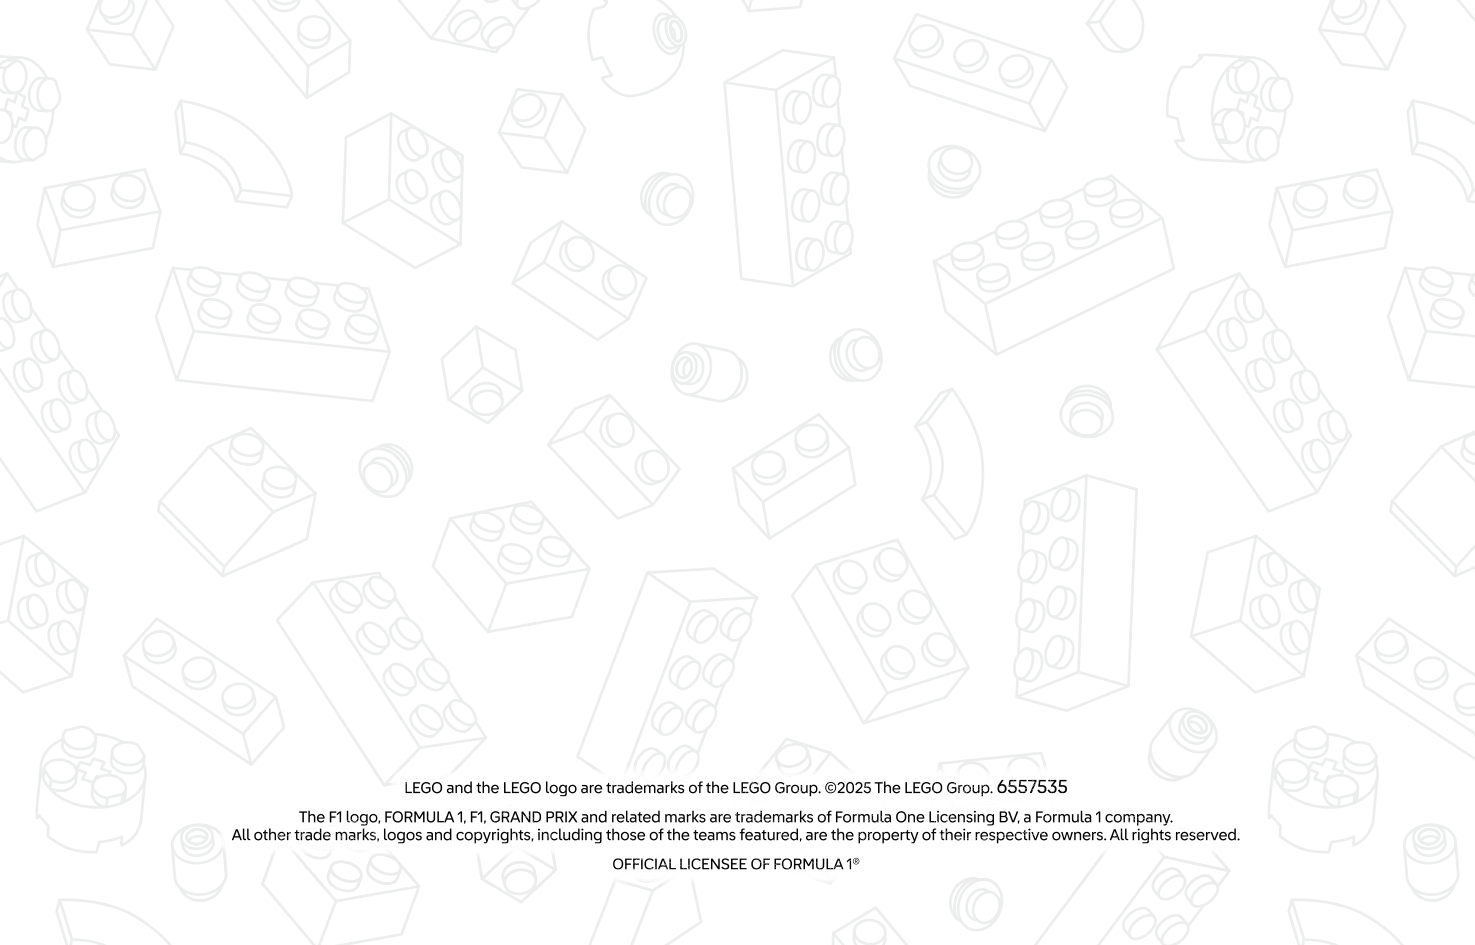 LEGO and the LEGO logo are trademarks of the LEGO Group. ©2025 The LEGO Group. 6557535
The F1 logo, FORMULA 1, F1, GRAND PRIX and related marks are trademarks of Formula One Licensing BV, a Formula 1 company.
All other trade marks, logos and copyrights, including those of the teams featured, are the property of their respective owners. All rights reserved.
OFFICIAL LICENSEE OF FORMULA 1®